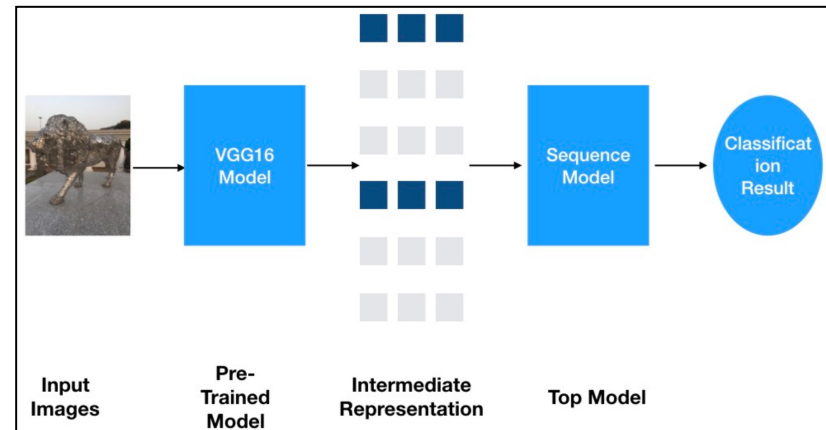 VGG16
Model
Sequence
Model
Classificat
ion
Result
Input
Images
Pre-
Trained
Model
Intermediate
Representation
Top Model